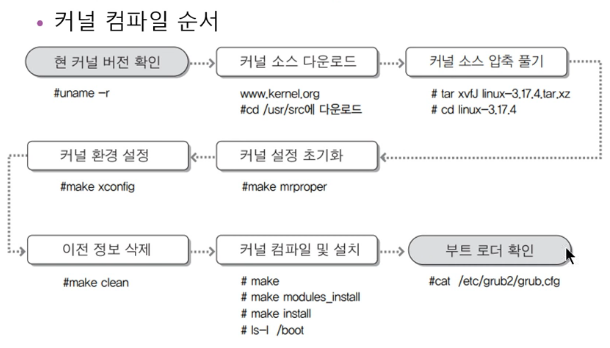 • 커널 컴파일 순서
현 커널 버전 확인
#uname -r
커널 소스 다운로드
www.kernel.org
#cd /usr/src에 다운로드
커널 소스 압축 풀기
# tar xvfJ linux-3.17.4.tar.xz
# cd linux-3.17.4
커널 설정 초기화
#make mrproper
커널 환경 설정
#make xconfig
이전 정보 삭제
#make clean
커널 컴파일 및 설치
# make
# make modules_install
# make install
# ls-l /boot
부트 로더 확인
#cat /etc/grub2/grub.cfg